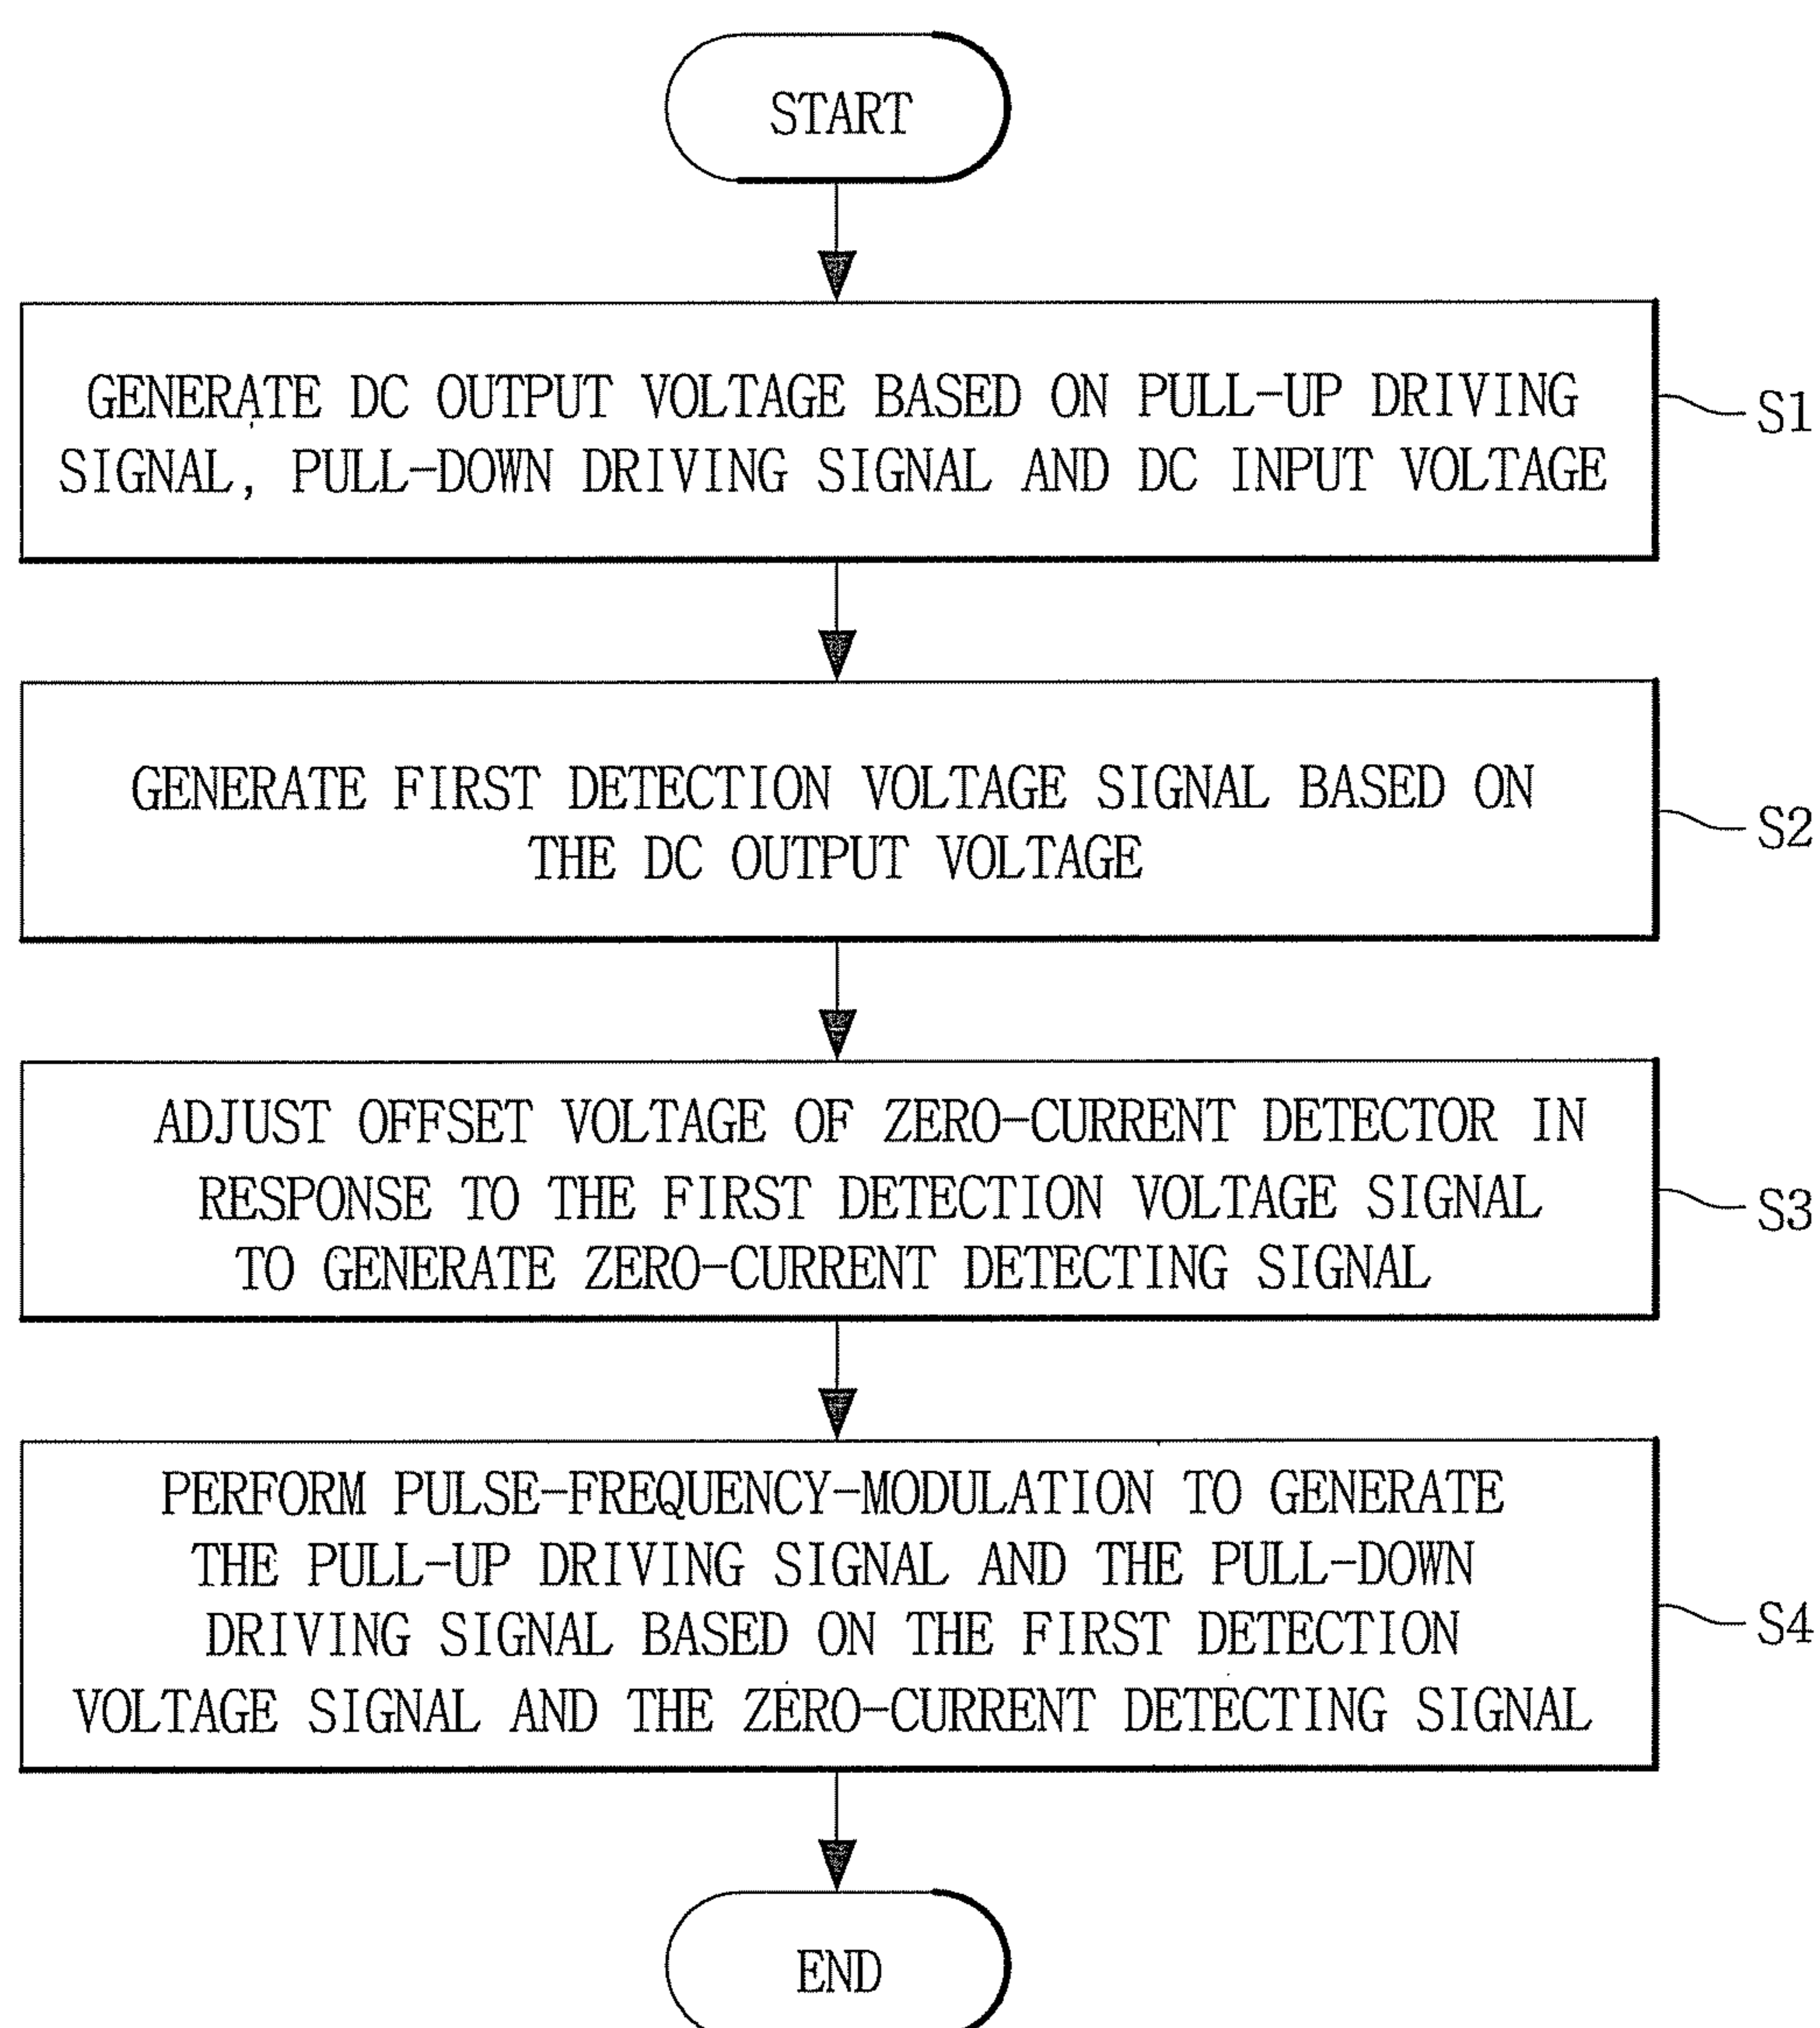 START
GENERATE DC OUTPUT VOLTAGE BASED ON PULL-UP DRIVING
SIGNAL, PULL-DOWN DRIVING SIGNAL AND DC INPUT VOLTAGE
S1
GENERATE FIRST DETECTION VOLTAGE SIGNAL BASED ON
THE DC OUTPUT VOLTAGE
S2
ADJUST OFFSET VOLTAGE OF ZERO-CURRENT DETECTOR IN
RESPONSE TO THE FIRST DETECTION VOLTAGE SIGNAL
TO GENERATE ZERO-CURRENT DETECTING SIGNAL
S3
PERFORM PULSE-FREQUENCY-MODULATION TO GENERATE
THE PULL-UP DRIVING SIGNAL AND THE PULL-DOWN
DRIVING SIGNAL BASED ON THE FIRST DETECTION
VOLTAGE SIGNAL AND THE ZERO-CURRENT DETECTING SIGNAL
S4
END